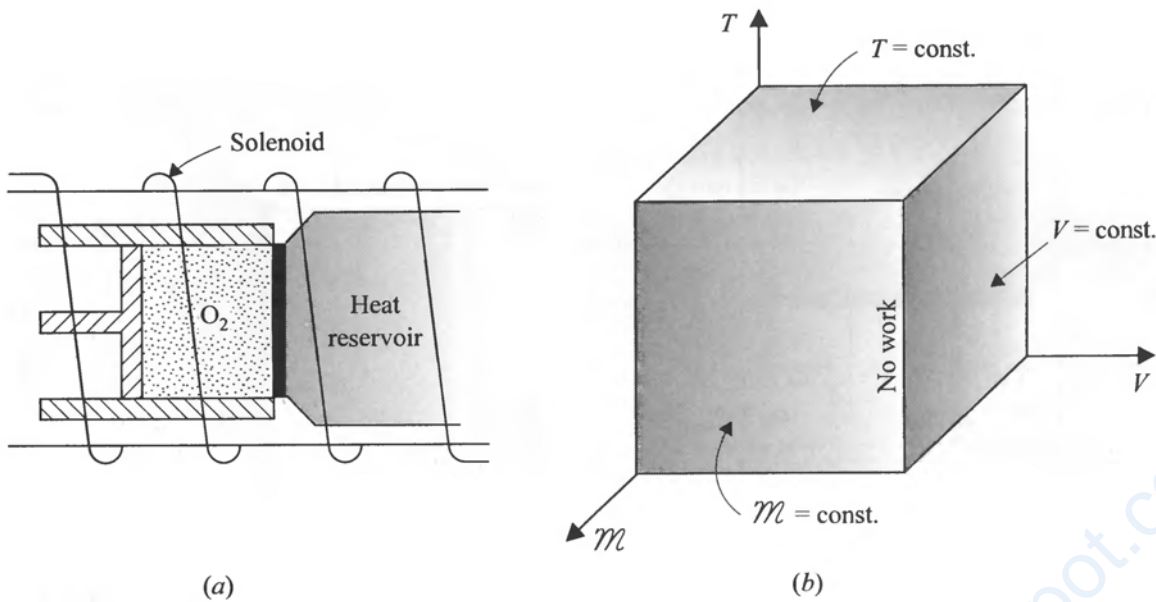 T
T = const.
Solenoid
O₂
Heat
reservoir
V = const.
No work
V
ℳ = const.
ℳ
(a)
(b)